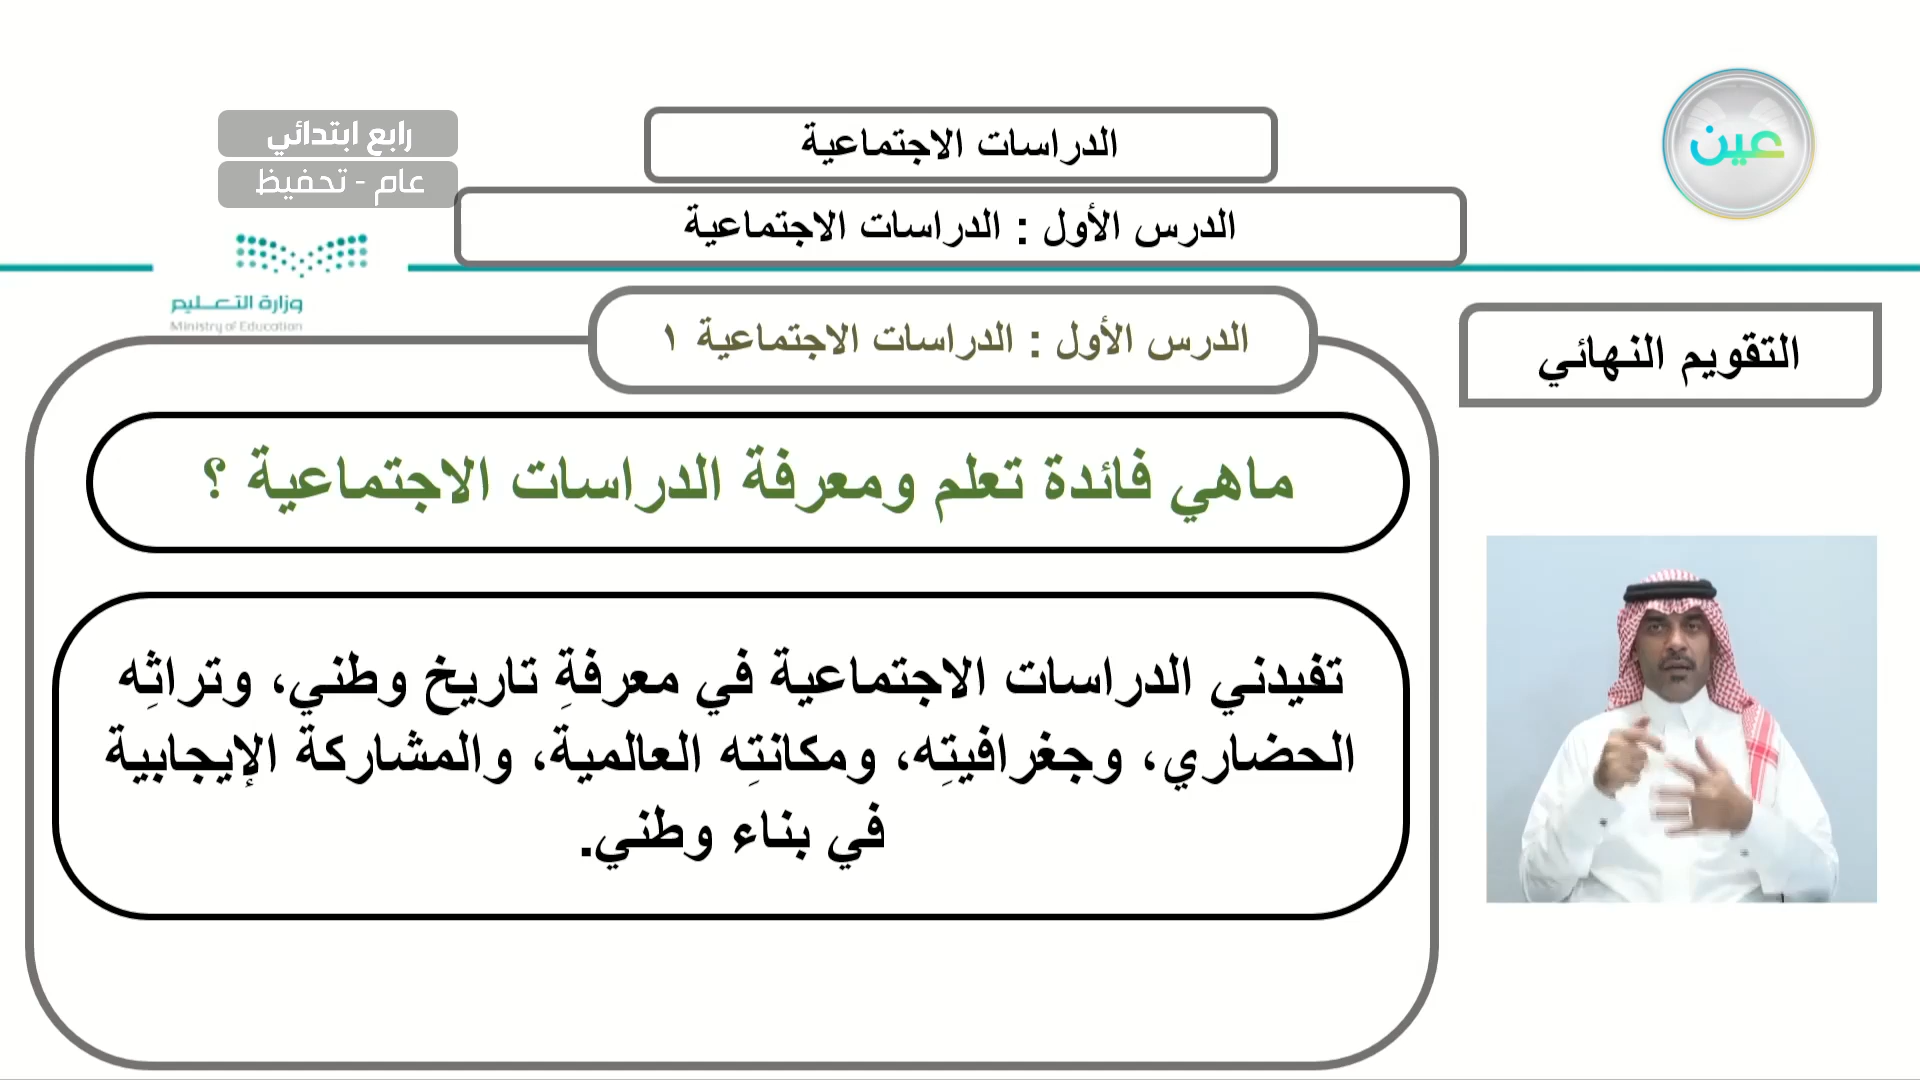 عين
الدراسات الاجتماعية
رابع ابتدائي
عام - تحفيظ
الدرس الأول : الدراسات الاجتماعية
وزارة التعـــليم
Ministry of Education
الدرس الأول : الدراسات الاجتماعية ١
التقويم النهائي
ماهي فائدة تعلم ومعرفة الدراسات الاجتماعية ؟
تفيدني الدراسات الاجتماعية في معرفةِ تاريخ وطني، وتراثِه
الحضاري، وجغرافيتِه، ومكانتِه العالمية، والمشاركة الإيجابية
في بناء وطني.